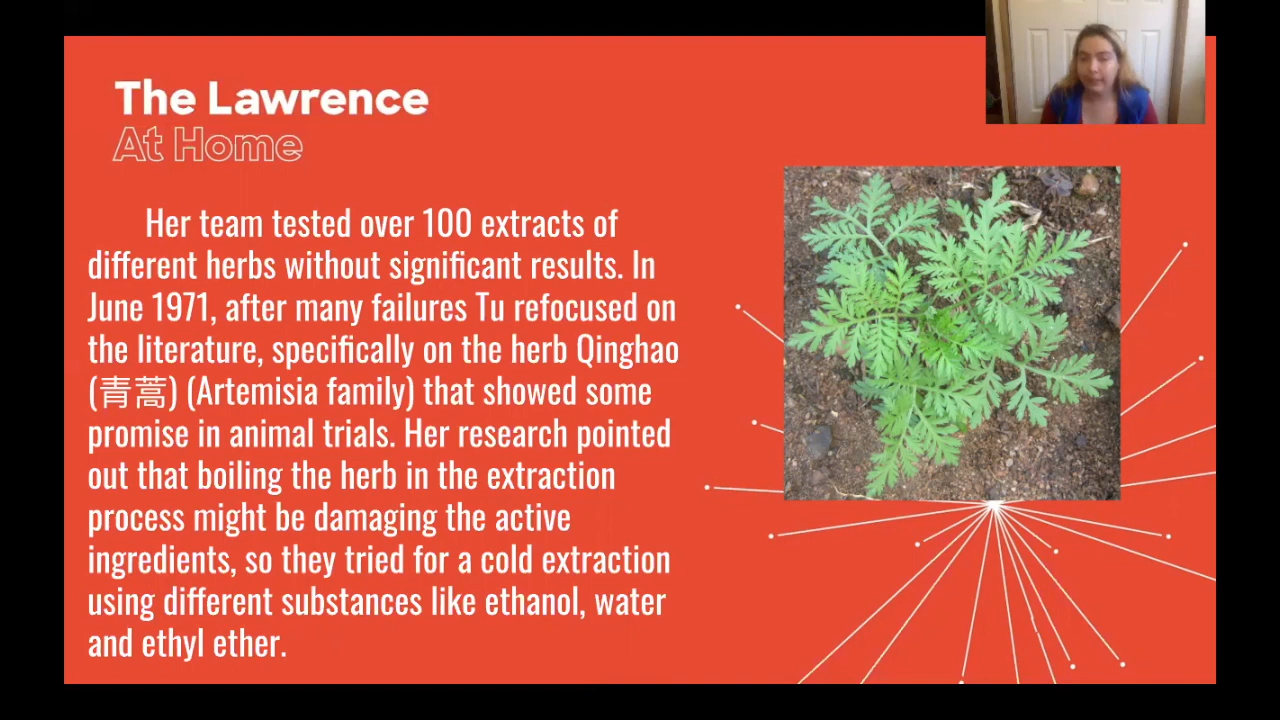 The Lawrence
At Home
Her team tested over 100 extracts of
different herbs without significant results. In
June 1971, after many failures Tu refocused on
the literature, specifically on the herb Qinghao
(青蒿) (Artemisia family) that showed some
promise in animal trials. Her research pointed
out that boiling the herb in the extraction
process might be damaging the active
ingredients, so they tried for a cold extraction
using different substances like ethanol, water
and ethyl ether.